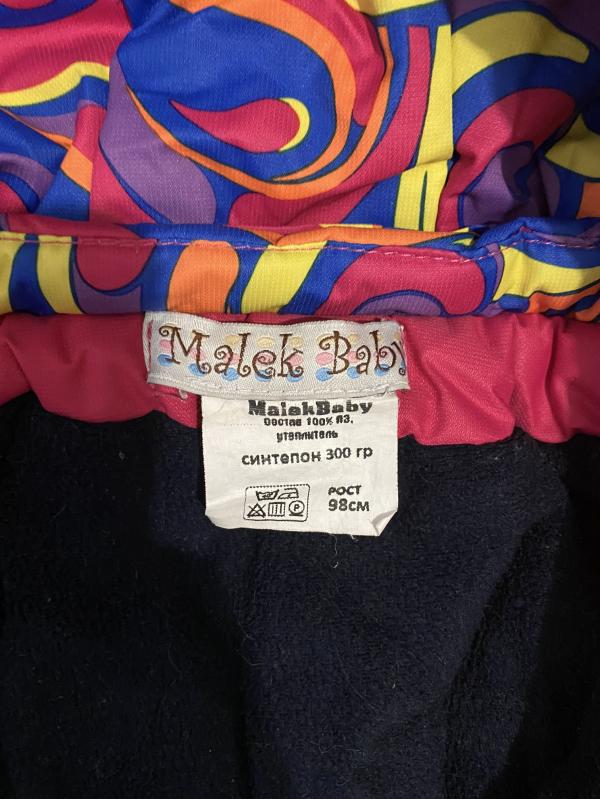 Malek Baby
MalekBaby
Состав 100% ПЭ,
утеплитель
синтепон 300 гр
РОСТ
98см
P